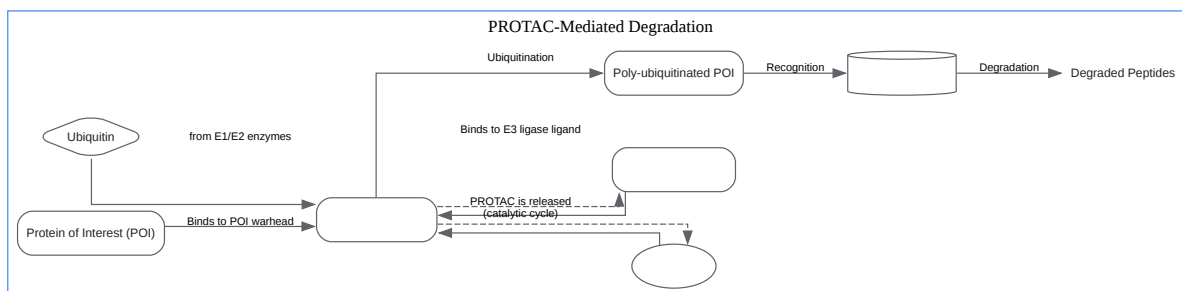 PROTAC-Mediated Degradation
Ubiquitination
Poly-ubiquitinated POI
Recognition
Degradation
Degraded Peptides
Ubiquitin
from E1/E2 enzymes
Binds to E3 ligase ligand
PROTAC is released
(catalytic cycle)
Binds to POI warhead
Protein of Interest (POI)